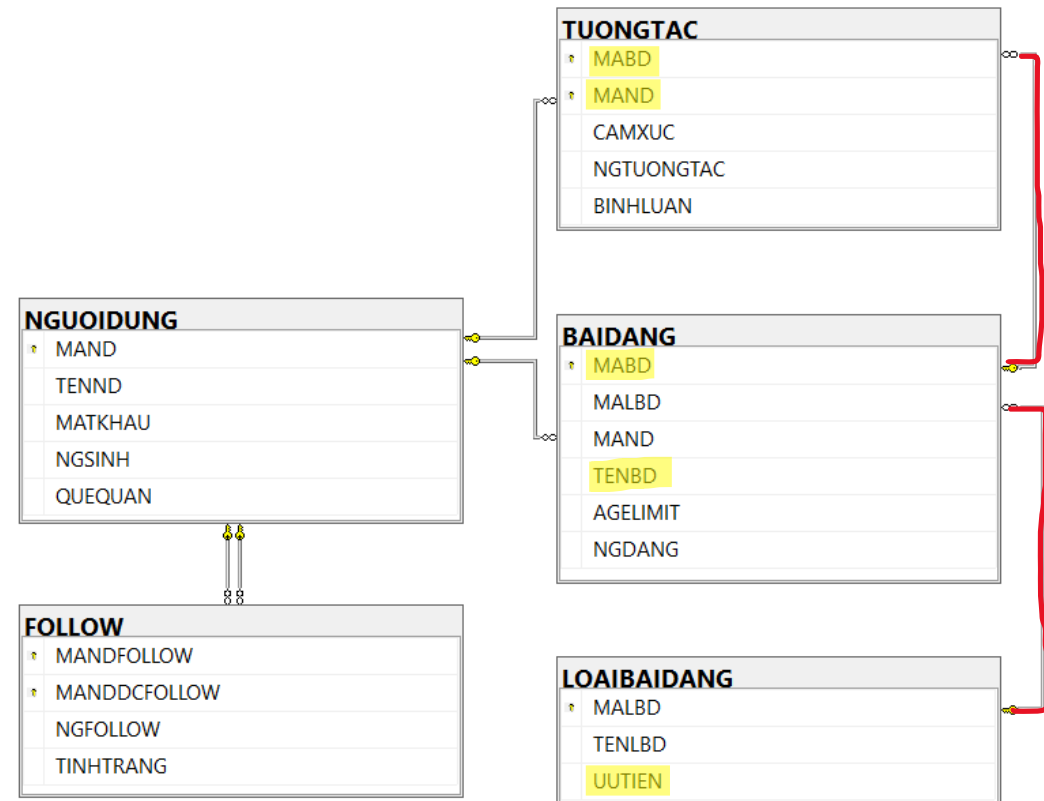 TUONGTAC
MABD
MAND
CAMXUC
NGTUONGTAC
BINHLUAN
NGUOIDUNG
MAND
TENND
MATKHAU
NGSINH
QUEQUAN
BAIDANG
MABD
MALBD
MAND
TENBD
AGELIMIT
NGDANG
FOLLOW
MANDFOLLOW
MANDDCFOLLOW
NGFOLLOW
TINHTRANG
LOAIBAIDANG
MALBD
TENLBD
UUTIEN